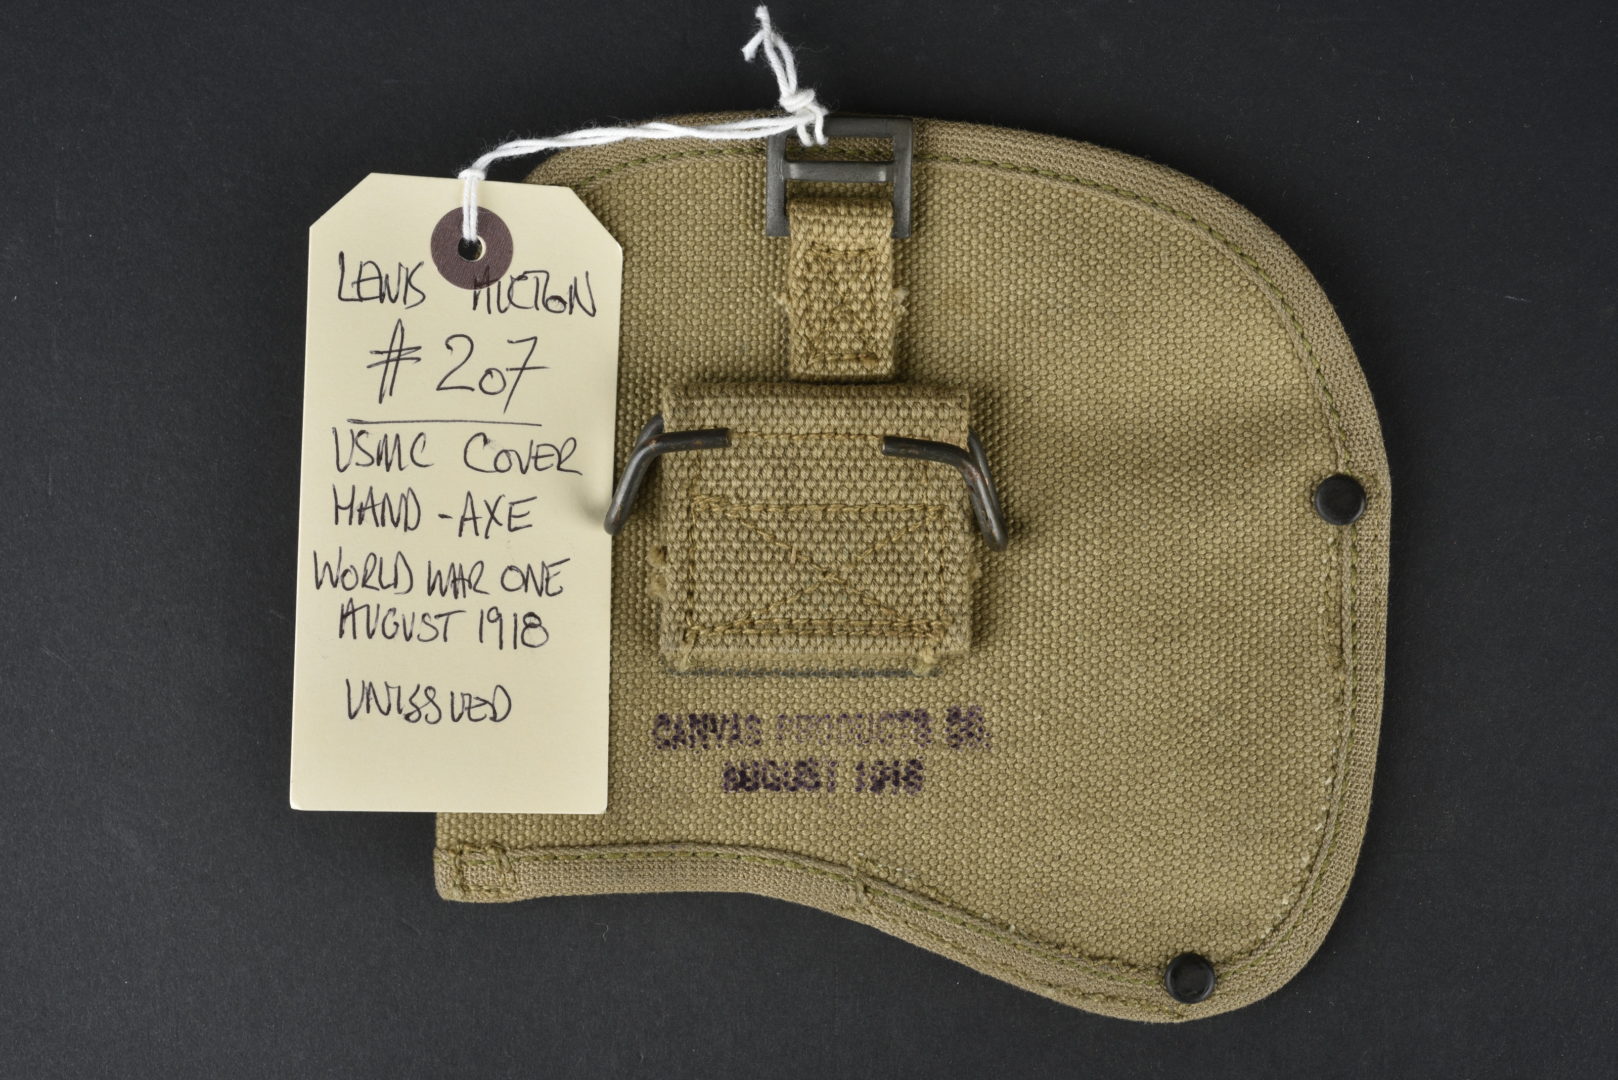 LEWIS AUCTION
# 207
USMC COVER
HAND-AXE
WORLD WAR ONE
AUGUST 1918
UNISSUED
CANVAS PRODUCTS CO.
AUGUST 1918